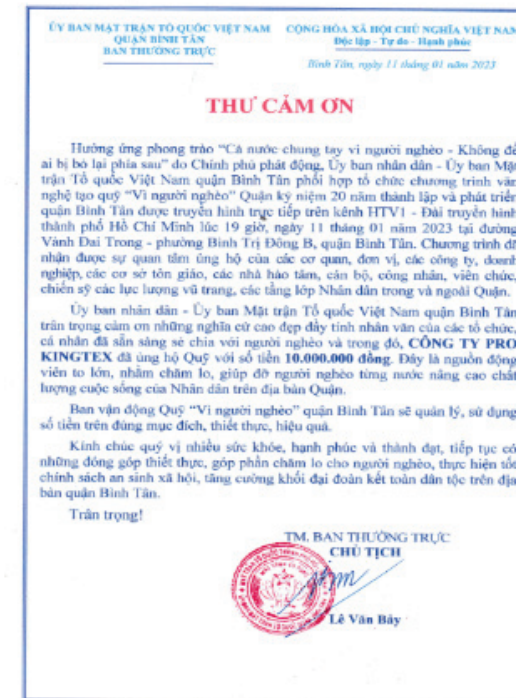 ỦY BAN MẶT TRẬN TỔ QUỐC VIỆT NAM
QUẬN BÌNH TÂN
BAN THƯỜNG TRỰC
CỘNG HÒA XÃ HỘI CHỦ NGHĨA VIỆT NAM
Độc lập - Tự do - Hạnh phúc
Bình Tân, ngày 11 tháng 01 năm 2023
THƯ CẢM ƠN
Hưởng ứng phong trào “Cả nước chung tay vì người nghèo - Không để
ai bị bỏ lại phía sau” do Chính phủ phát động, Ủy ban nhân dân - Ủy ban Mặt
trận Tổ quốc Việt Nam quận Bình Tân phối hợp tổ chức chương trình văn
nghệ tạo quỹ “Vì người nghèo” Quận kỷ niệm 20 năm thành lập và phát triển
quận Bình Tân được truyền hình trực tiếp trên kênh HTV1 - Đài truyền hình
thành phố Hồ Chí Minh lúc 19 giờ, ngày 11 tháng 01 năm 2023 tại đường
Vành Đai Trong - phường Bình Trị Đông B, quận Bình Tân. Chương trình đã
nhận được sự quan tâm ủng hộ của các cơ quan, đơn vị, các công ty, doanh
nghiệp, các cơ sở tôn giáo, các nhà hảo tâm, cán bộ, công nhân, viên chức,
chiến sỹ các lực lượng vũ trang, các tầng lớp Nhân dân trong và ngoài Quận.
Ủy ban nhân dân - Ủy ban Mặt trận Tổ quốc Việt Nam quận Bình Tân
trân trọng cảm ơn những nghĩa cử cao đẹp đầy tính nhân văn của các tổ chức,
cá nhân đã sẵn sàng sẻ chia với người nghèo và trong đó, CÔNG TY PRO
KINGTEX đã ủng hộ Quỹ với số tiền 10.000.000 đồng. Đây là nguồn động
viên to lớn, nhằm chăm lo, giúp đỡ người nghèo từng nước nâng cao chất
lượng cuộc sống của Nhân dân trên địa bàn Quận.
Ban vận động Quỹ “Vì người nghèo” quận Bình Tân sẽ quản lý, sử dụng
số tiền trên đúng mục đích, thiết thực, hiệu quả.
Kính chúc quý vị nhiều sức khỏe, hạnh phúc và thành đạt, tiếp tục có
những đóng góp thiết thực, góp phần chăm lo cho người nghèo, thực hiện tốt
chính sách an sinh xã hội, tăng cường khối đại đoàn kết toàn dân tộc trên địa
bàn quận Bình Tân.
Trân trọng!
TM. BAN THƯỜNG TRỰC
CHỦ TỊCH
Lê Văn Bảy